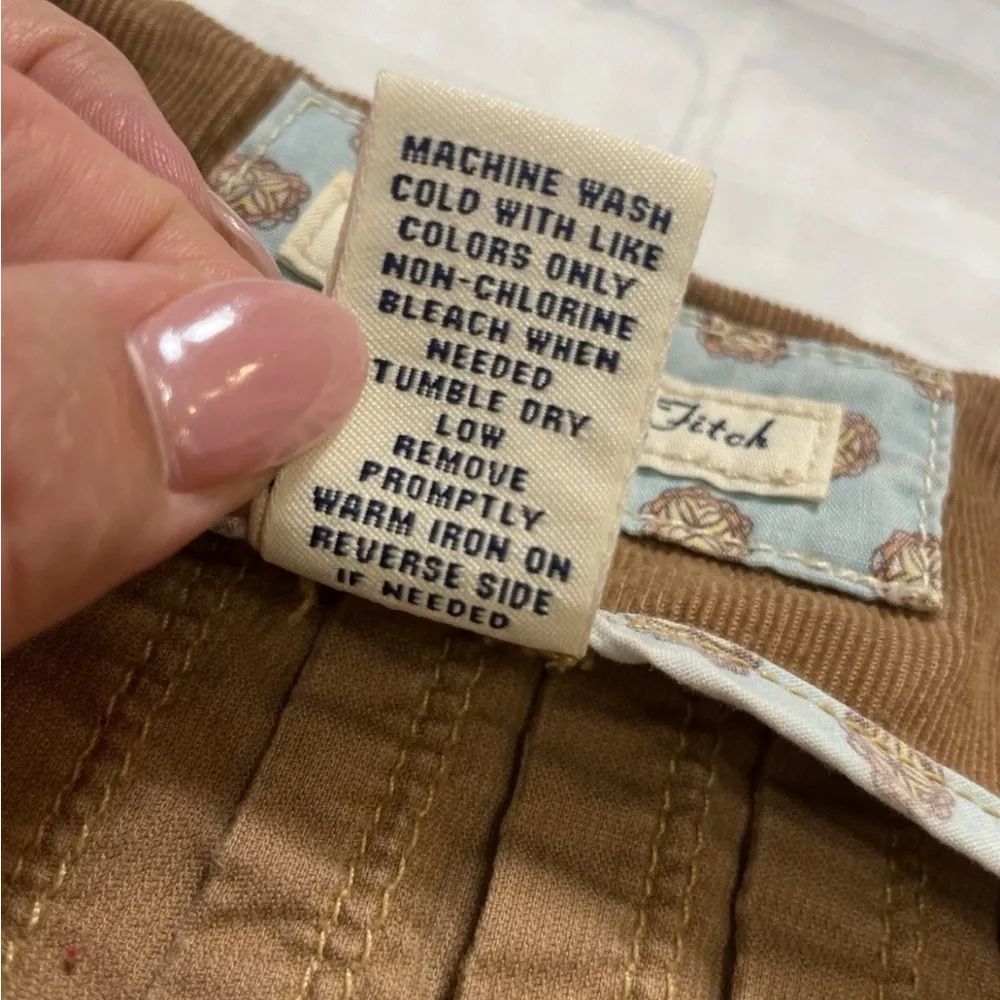 MACHINE WASH
COLD WITH LIKE
COLORS ONLY
NON-CHLORINE
BLEACH WHEN
NEEDED
TUMBLE DRY
LOW
REMOVE
PROMPTLY
WARM IRON ON
REVERSE SIDE
IF NEEDED
Fitch